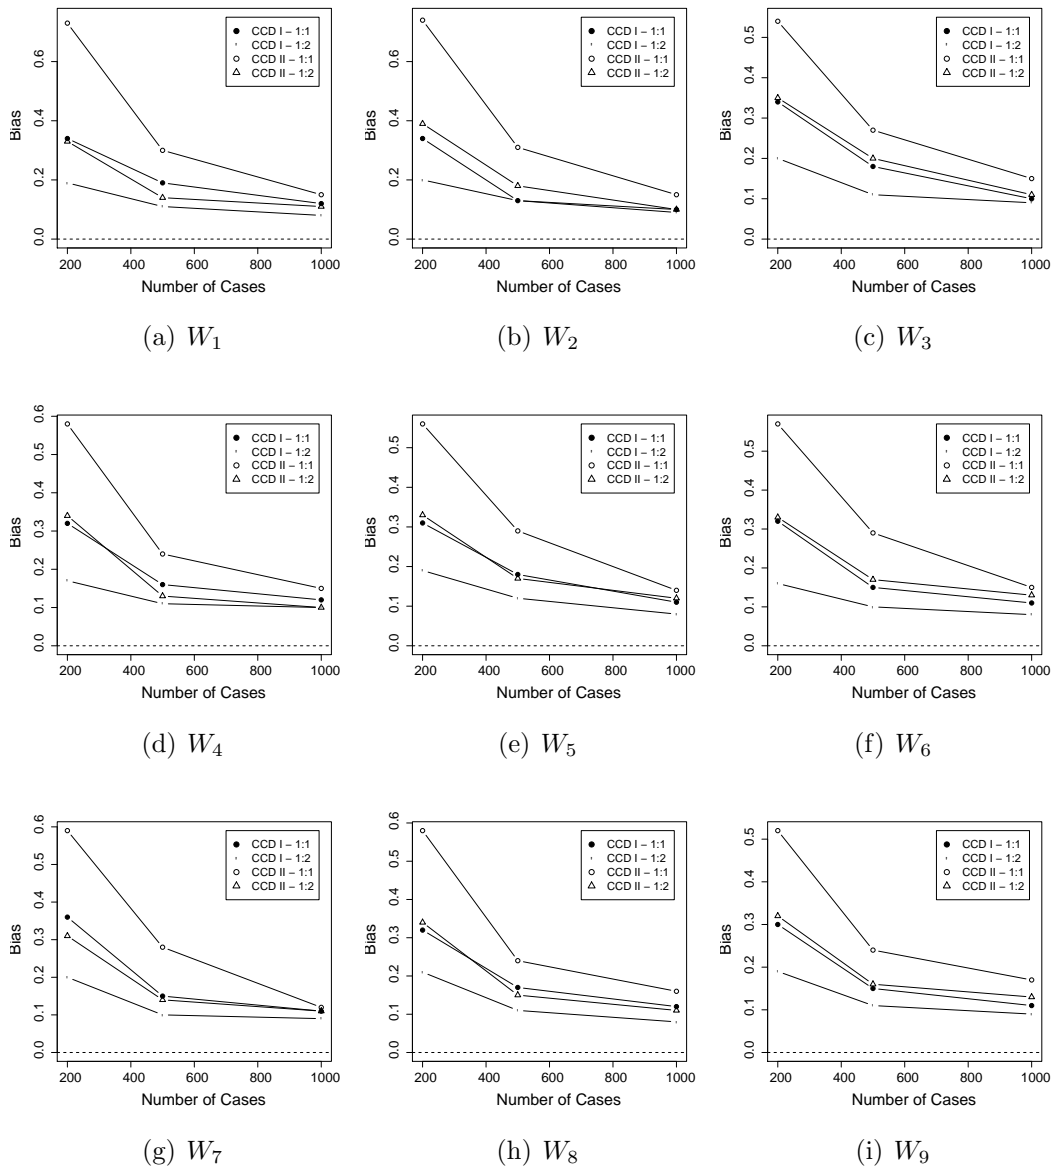 0.0 0.2 0.4 0.6
Bias
CCD I − 1:1
CCD I − 1:2
CCD II − 1:1
CCD II − 1:2
200 400 600 800 1000
Number of Cases
(a) W1
0.0 0.2 0.4 0.6
Bias
CCD I − 1:1
CCD I − 1:2
CCD II − 1:1
CCD II − 1:2
200 400 600 800 1000
Number of Cases
(b) W2
0.0 0.1 0.2 0.3 0.4 0.5
Bias
CCD I − 1:1
CCD I − 1:2
CCD II − 1:1
CCD II − 1:2
200 400 600 800 1000
Number of Cases
(c) W3
0.0 0.1 0.2 0.3 0.4 0.5 0.6
Bias
CCD I − 1:1
CCD I − 1:2
CCD II − 1:1
CCD II − 1:2
200 400 600 800 1000
Number of Cases
(d) W4
0.0 0.1 0.2 0.3 0.4 0.5
Bias
CCD I − 1:1
CCD I − 1:2
CCD II − 1:1
CCD II − 1:2
200 400 600 800 1000
Number of Cases
(e) W5
0.0 0.1 0.2 0.3 0.4 0.5
Bias
CCD I − 1:1
CCD I − 1:2
CCD II − 1:1
CCD II − 1:2
200 400 600 800 1000
Number of Cases
(f) W6
0.0 0.1 0.2 0.3 0.4 0.5 0.6
Bias
CCD I − 1:1
CCD I − 1:2
CCD II − 1:1
CCD II − 1:2
200 400 600 800 1000
Number of Cases
(g) W7
0.0 0.1 0.2 0.3 0.4 0.5 0.6
Bias
CCD I − 1:1
CCD I − 1:2
CCD II − 1:1
CCD II − 1:2
200 400 600 800 1000
Number of Cases
(h) W8
0.0 0.1 0.2 0.3 0.4 0.5
Bias
CCD I − 1:1
CCD I − 1:2
CCD II − 1:1
CCD II − 1:2
200 400 600 800 1000
Number of Cases
(i) W9